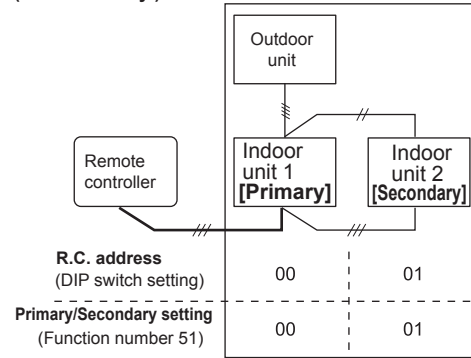 Outdoor
unit
Remote
controller
Indoor
unit 1
[Primary]
Indoor
unit 2
[Secondary]
R.C. address
(DIP switch setting)
00
01
Primary/Secondary setting
(Function number 51)
00
01